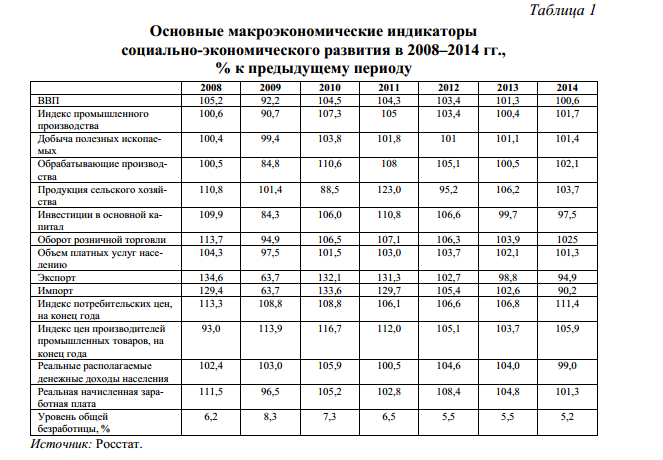 Таблица 1
Основные макроэкономические индикаторы
социально-экономического развития в 2008–2014 гг.,
% к предыдущему периоду
2008 2009 2010 2011 2012 2013 2014
ВВП 105,2 92,2 104,5 104,3 103,4 101,3 100,6
Индекс промышленного 100,6 90,7 107,3 105 103,4 100,4 101,7
производства
Добыча полезных ископае- 100,4 99,4 103,8 101,8 101 101,1 101,4
мых
Обрабатывающие производ- 100,5 84,8 110,6 108 105,1 100,5 102,1
ства
Продукция сельского хозяй- 110,8 101,4 88,5 123,0 95,2 106,2 103,7
ства
Инвестиции в основной ка- 109,9 84,3 106,0 110,8 106,6 99,7 97,5
питал
Оборот розничной торговли 113,7 94,9 106,5 107,1 106,3 103,9 1025
Объем платных услуг насе- 104,3 97,5 101,5 103,0 103,7 102,1 101,3
лению
Экспорт 134,6 63,7 132,1 131,3 102,7 98,8 94,9
Импорт 129,4 63,7 133,6 129,7 105,4 102,6 90,2
Индекс потребительских цен, 113,3 108,8 108,8 106,1 106,6 106,8 111,4
на конец года
Индекс цен производителей 93,0 113,9 116,7 112,0 105,1 103,7 105,9
промышленных товаров, на
конец года
Реальные располагаемые 102,4 103,0 105,9 100,5 104,6 104,0 99,0
денежные доходы населения
Реальная начисленная зара- 111,5 96,5 105,2 102,8 108,4 104,8 101,3
ботная плата
Уровень общей 6,2 8,3 7,3 6,5 5,5 5,5 5,2
безработицы, %
Источник: Росстат.